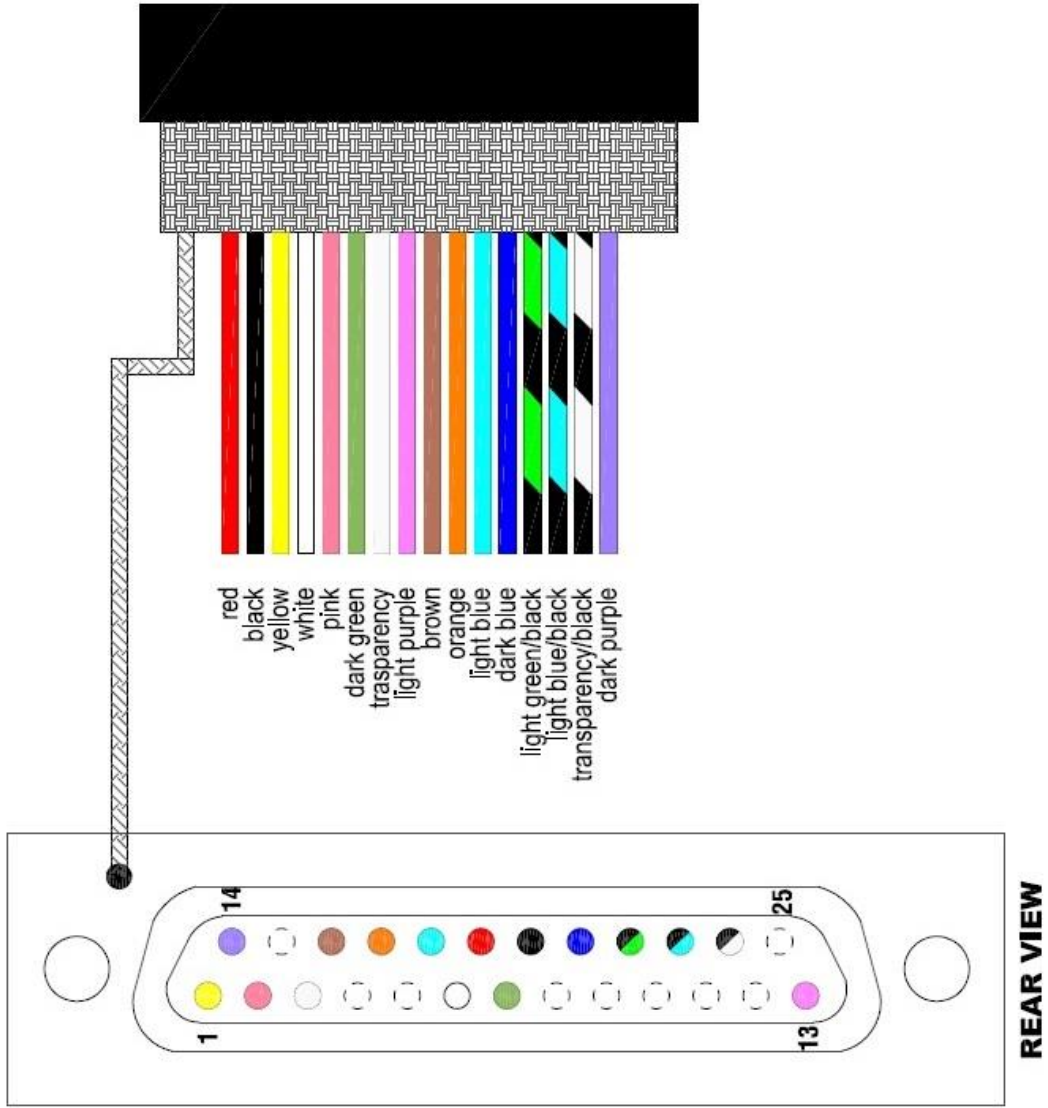 red
black
yellow
white
pink
dark green
trasparency
light purple
brown
orange
light blue
dark blue
light green/black
light blue/black
transparency/black
dark purple
14
25
1
13
REAR VIEW